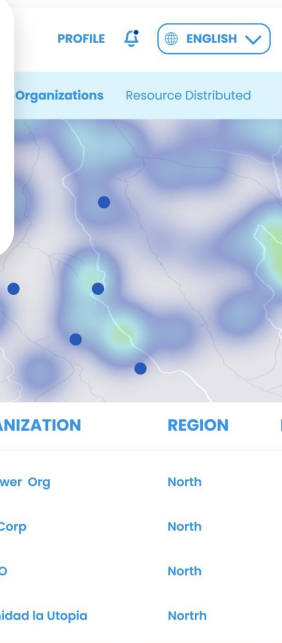 PROFILE ENGLISH
Organizations Resource Distributed
ANIZATION REGION
wer Org North
Corp North
O North
nidad la Utopia Nortrh